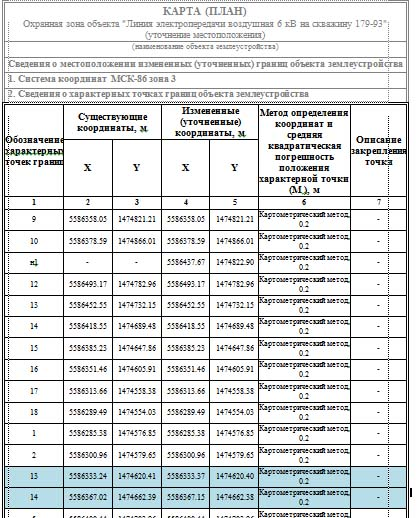 КАРТА (ПЛАН)
Охранная зона объекта "Линия электропередачи воздушная 6 кВ на скважину 179-93"
(уточнение местоположения)
(наименование объекта землеустройства)
Сведения о местоположении измененных (уточненных) границ объекта землеустройства
1. Система координат МСК-86 зона 3
2. Сведения о характерных точках границ объекта землеустройства
Обозначение характерных точек границ
Существующие координаты, м
Измененные (уточненные) координаты, м
Метод определения координат и средняя квадратическая погрешность положения характерной точки (Mt), м
Описание закрепления точки
X Y X Y
1 2 3 4 5 6 7
9 5586358.05 1474821.21 5586358.05 1474821.21 Картометрический метод, 0.2 -
10 5586378.59 1474866.01 5586378.59 1474866.01 Картометрический метод, 0.2 -
н1 - - 5586437.67 1474822.90 Картометрический метод, 0.2 -
12 5586493.17 1474782.96 5586493.17 1474782.96 Картометрический метод, 0.2 -
13 5586452.55 1474732.15 5586452.55 1474732.15 Картометрический метод, 0.2 -
14 5586418.55 1474689.48 5586418.55 1474689.48 Картометрический метод, 0.2 -
15 5586385.23 1474647.86 5586385.23 1474647.86 Картометрический метод, 0.2 -
16 5586351.46 1474605.91 5586351.46 1474605.91 Картометрический метод, 0.2 -
17 5586313.66 1474558.38 5586313.66 1474558.38 Картометрический метод, 0.2 -
18 5586289.49 1474554.03 5586289.49 1474554.03 Картометрический метод, 0.2 -
1 5586285.38 1474576.85 5586285.38 1474576.85 Картометрический метод, 0.2 -
2 5586300.96 1474579.65 5586300.96 1474579.65 Картометрический метод, 0.2 -
13 5586333.24 1474620.41 5586333.37 1474620.40 Картометрический метод, 0.2 -
14 5586367.02 1474662.39 5586367.15 1474662.38 Картометрический метод, 0.2 -